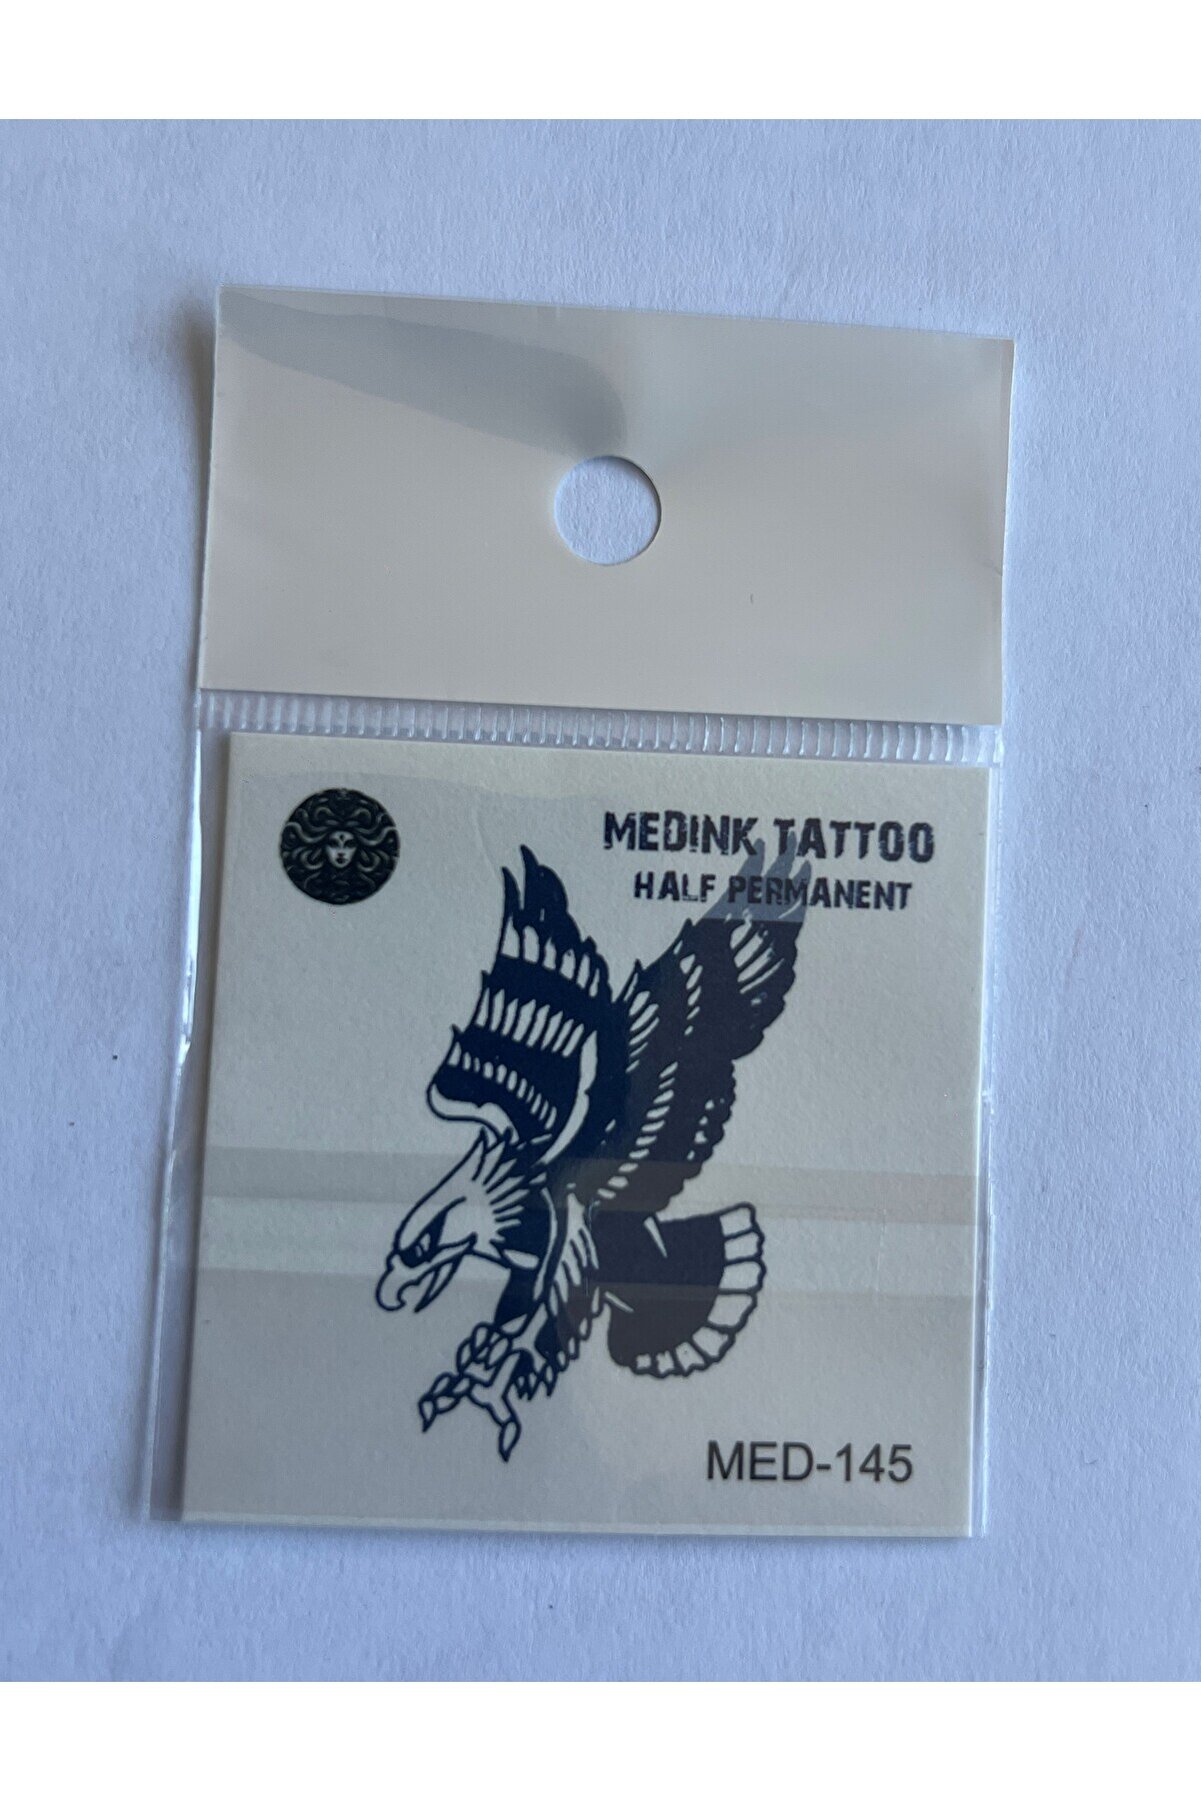 MEDINK TATTOO
HALF PERMANENT
MED-145